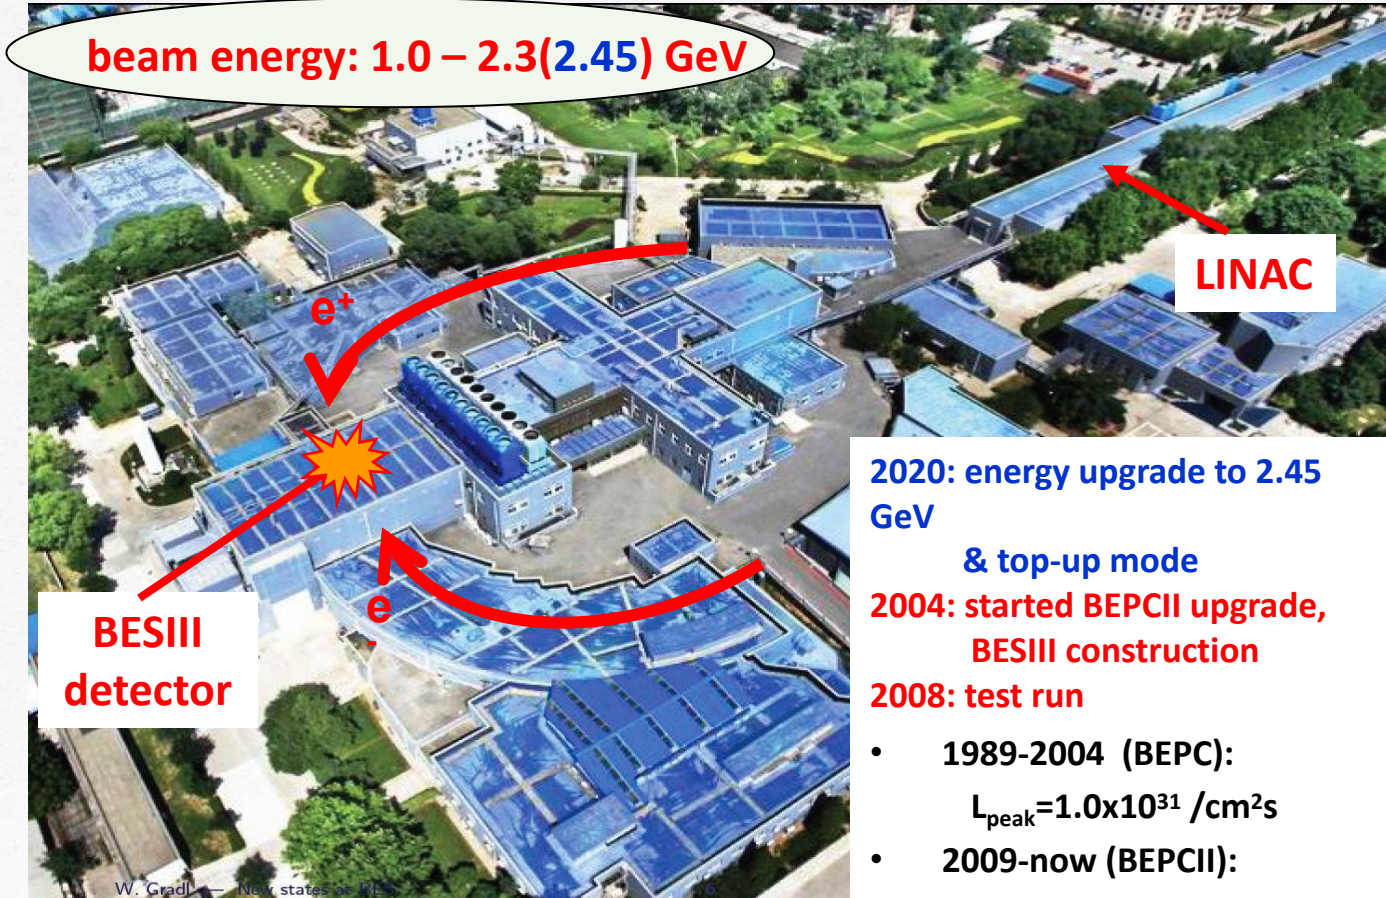 beam energy: 1.0 – 2.3(2.45) GeV
LINAC
e⁺
e
-
BESIII
detector
2020: energy upgrade to 2.45
GeV
& top-up mode
2004: started BEPCII upgrade,
BESIII construction
2008: test run
• 1989-2004 (BEPC):
Lpeak=1.0x10³¹ /cm²s
• 2009-now (BEPCII):
W. Gradl — New states at BES
6
6